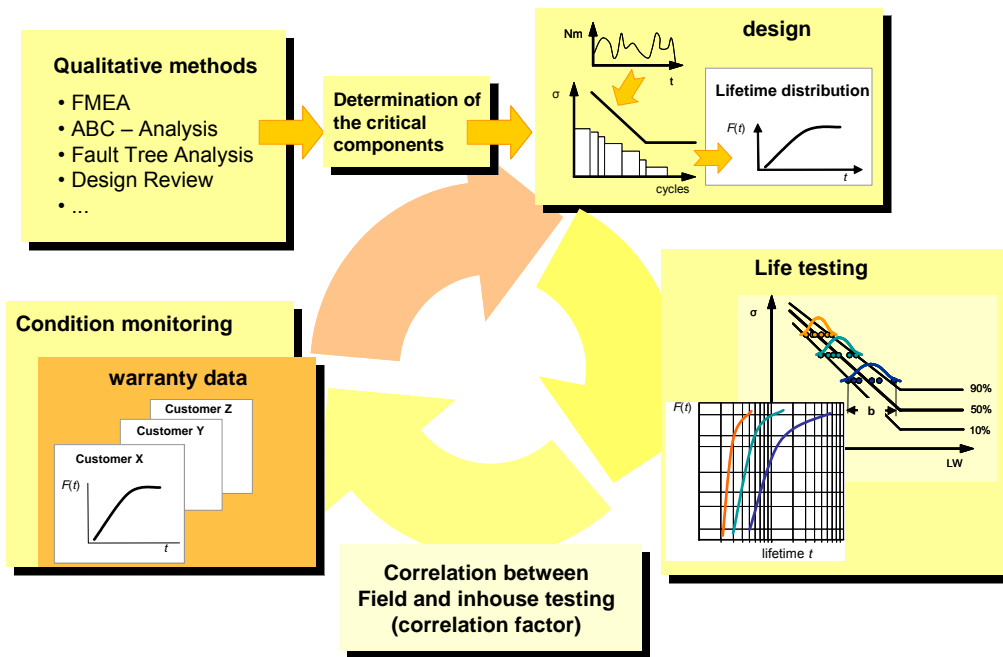 Qualitative methods
• FMEA
• ABC – Analysis
• Fault Tree Analysis
• Design Review
• ...
Determination of
the critical
components
design
Nm
t
σ
cycles
Lifetime distribution
F(t)
t
Life testing
σ
90%
50%
10%
b
LW
F(t)
lifetime t
Condition monitoring
warranty data
Customer Z
Customer Y
Customer X
F(t)
t
Correlation between
Field and inhouse testing
(correlation factor)